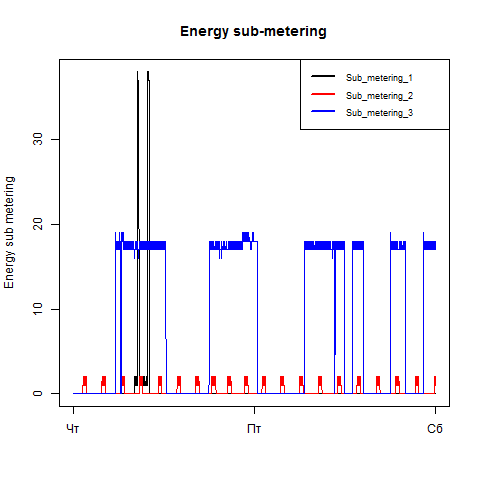 Energy sub-metering
Sub_metering_1
Sub_metering_2
Sub_metering_3
Energy sub metering
30
20
10
0
Чт
Пт
Сб